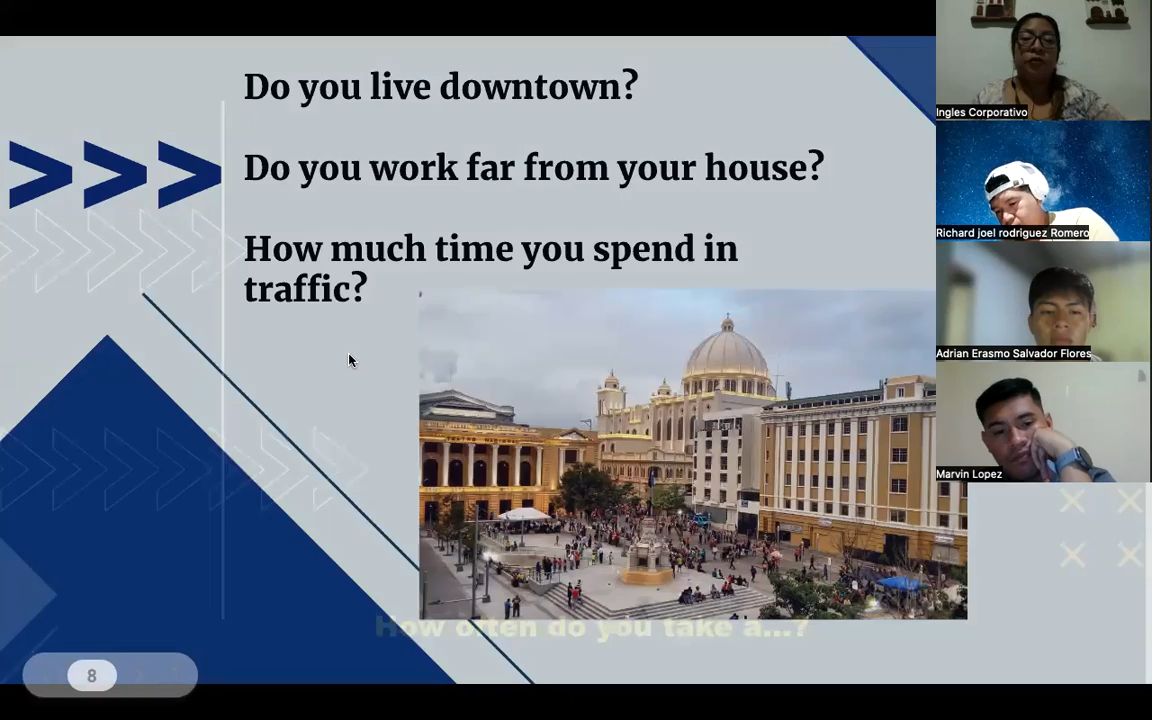 Do you live downtown?
Do you work far from your house?
How much time you spend in
traffic?
How often do you take a...?
8
Ingles Corporativo
Richard joel rodriguez Romero
Adrian Erasmo Salvador Flores
Marvin Lopez